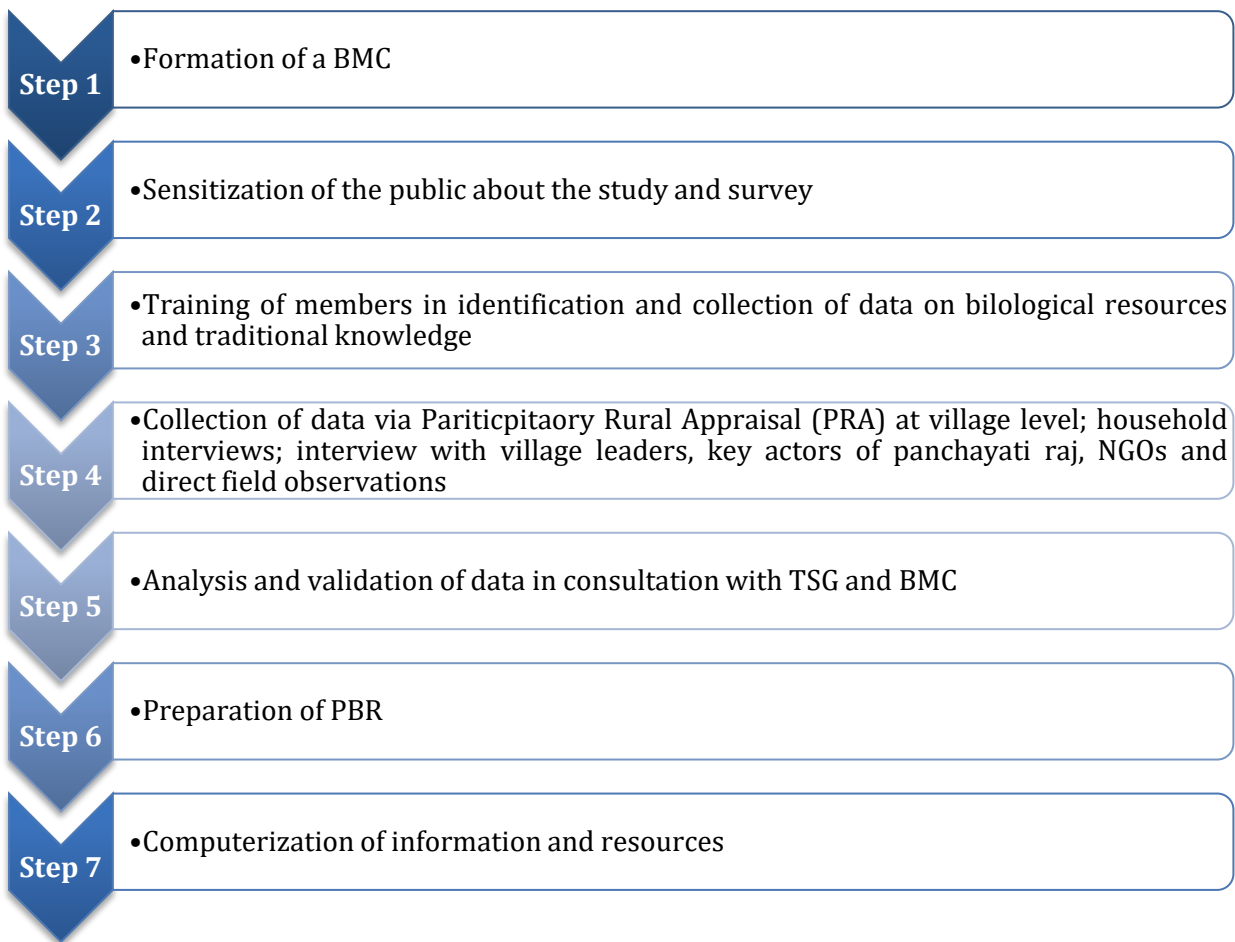 Step 1
•Formation of a BMC
Step 2
•Sensitization of the public about the study and survey
Step 3
•Training of members in identification and collection of data on bilological resources
and traditional knowledge
Step 4
•Collection of data via Pariticpitaory Rural Appraisal (PRA) at village level; household
interviews; interview with village leaders, key actors of panchayati raj, NGOs and
direct field observations
Step 5
•Analysis and validation of data in consultation with TSG and BMC
Step 6
•Preparation of PBR
Step 7
•Computerization of information and resources